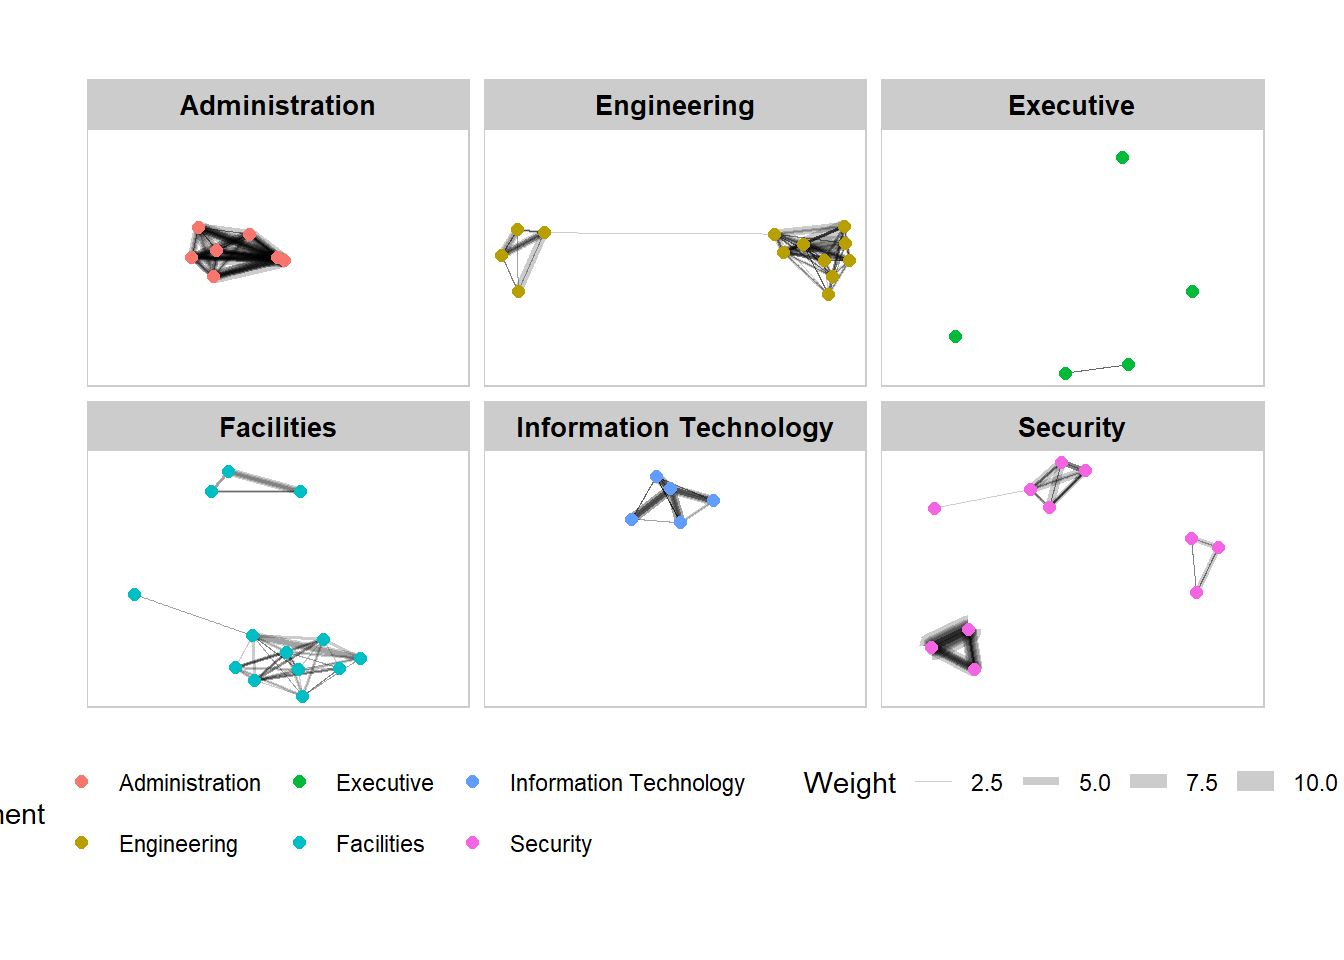 Administration
Engineering
Executive
Facilities
Information Technology
Security
Administration
Executive
Information Technology
Weight
2.5
5.0
7.5
10.0
Engineering
Facilities
Security